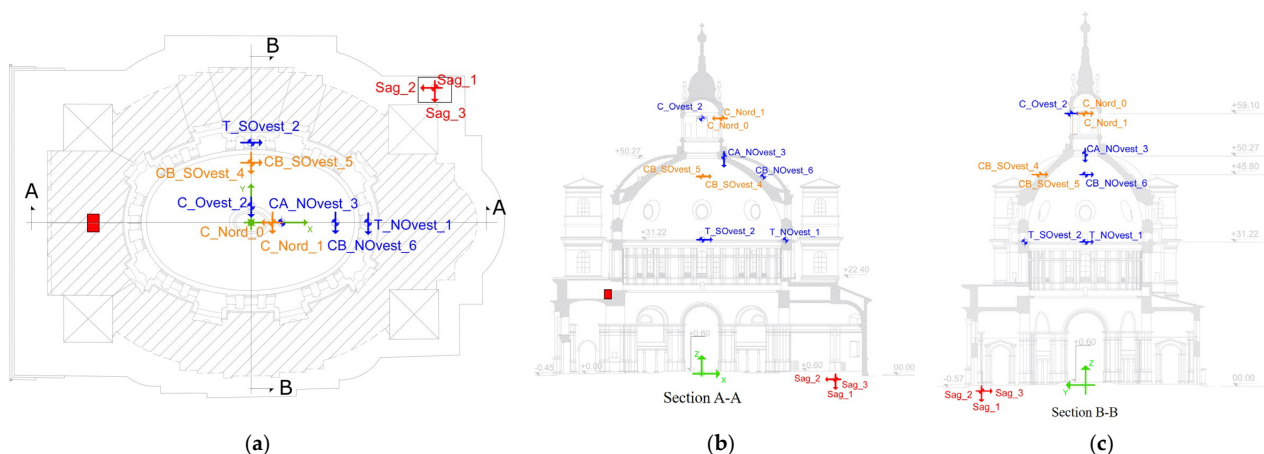 B
Sag_1
Sag_2
Sag_3
T_SOvest_2
CB_SOvest_5
CB_SOvest_4
Y
A
C_Ovest_2
CA_NOvest_3
A
X
T_NOvest_1
C_Nord_0
C_Nord_1
CB_NOvest_6
B
(a)
C_Ovest_2
C_Nord_1
C_Nord_0
+50.27
CA_NOvest_3
CB_SOvest_5
CB_NOvest_6
CB_SOvest_4
+31.22
T_SOvest_2
T_NOvest_1
+22.40
+0.60
Z
-0.45
+0.00
X
+0.60
00.00
Sag_2
Sag_3
Sag_1
Section A-A
(b)
C_Ovest_2
C_Nord_0
+59.10
C_Nord_1
CA_NOvest_3
+50.27
CB_SOvest_4
+45.80
CB_SOvest_5
CB_NOvest_6
T_SOvest_2
T_NOvest_1
+31.22
+0.60
Z
-0.57
Y
00.00
Sag_2
Sag_3
Sag_1
Section B-B
(c)